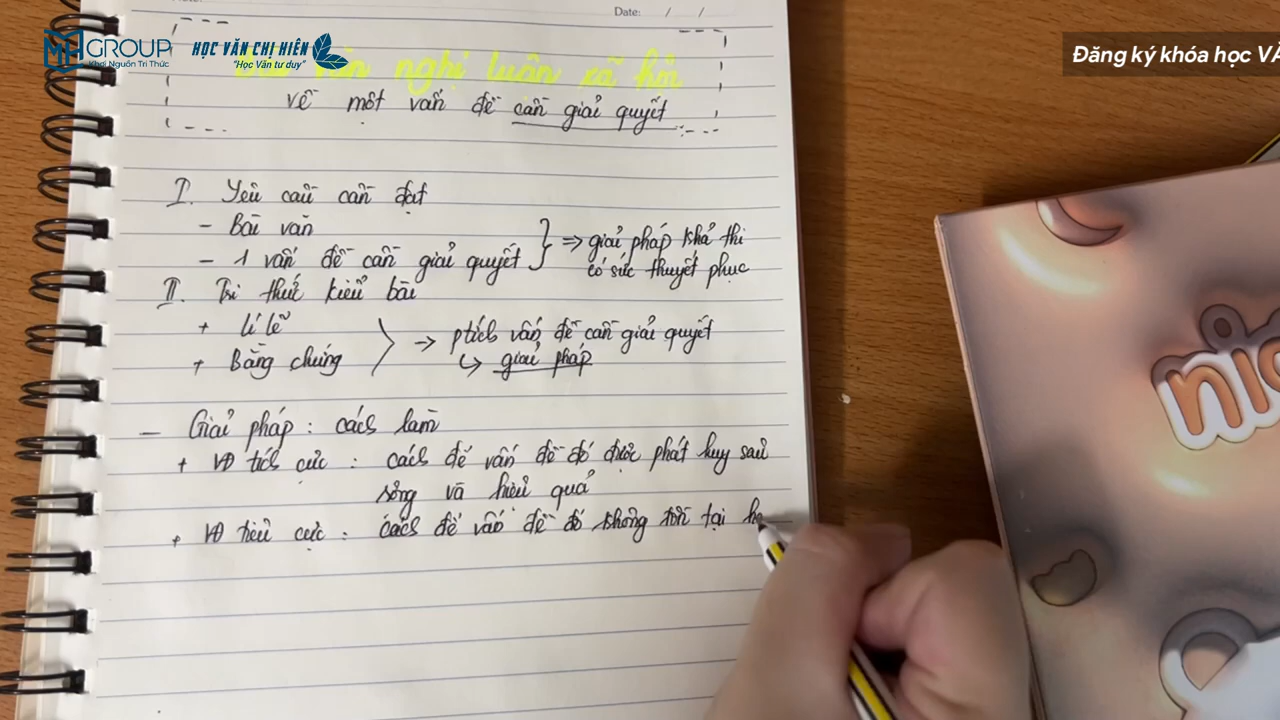 Date: / /
MH GROUP
Khơi Nguồn Tri Thức
HỌC VĂN CHỊ HIÊN
"Học Văn tư duy"
Đăng ký khóa học VĂ
văn nghị luận xã hội
về một vấn đề cần giải quyết
I. Yêu cầu cần đạt
- Bài văn
- 1 vấn đề cần giải quyết } => giải pháp khả thi
có sức thuyết phục
II. Tri thức kiểu bài
+ lí lẽ
+ Bằng chứng > -> ptích vấn đề cần giải quyết
↳ giải pháp
- Giải pháp : cách làm
+ VĐ tích cực : cách để vấn đề đó được phát huy sâu
rộng và hiệu quả
+ VĐ tiêu cực : cách để vấn đề đó không tồn tại